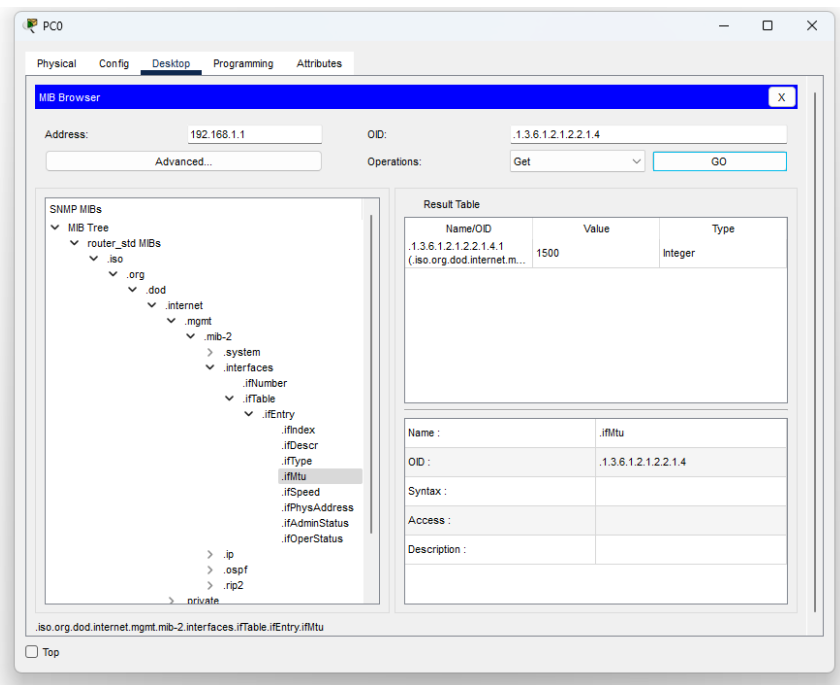 PC0
Physical Config Desktop Programming Attributes
MIB Browser X
Address: 192.168.1.1 OID: .1.3.6.1.2.1.2.2.1.4
Advanced... Operations: Get GO
SNMP MIBs
MIB Tree
router_std MIBs
.iso
.org
.dod
.internet
.mgmt
.mib-2
.system
.interfaces
.ifNumber
.ifTable
.ifEntry
.ifIndex
.ifDescr
.ifType
.ifMtu
.ifSpeed
.ifPhysAddress
.ifAdminStatus
.ifOperStatus
.ip
.ospf
.rip2
private
Result Table
Name/OID Value Type
.1.3.6.1.2.1.2.2.1.4.1 1500 Integer
(.iso.org.dod.internet.m...
Name : .ifMtu
OID : .1.3.6.1.2.1.2.2.1.4
Syntax :
Access :
Description :
.iso.org.dod.internet.mgmt.mib-2.interfaces.ifTable.ifEntry.ifMtu
Top